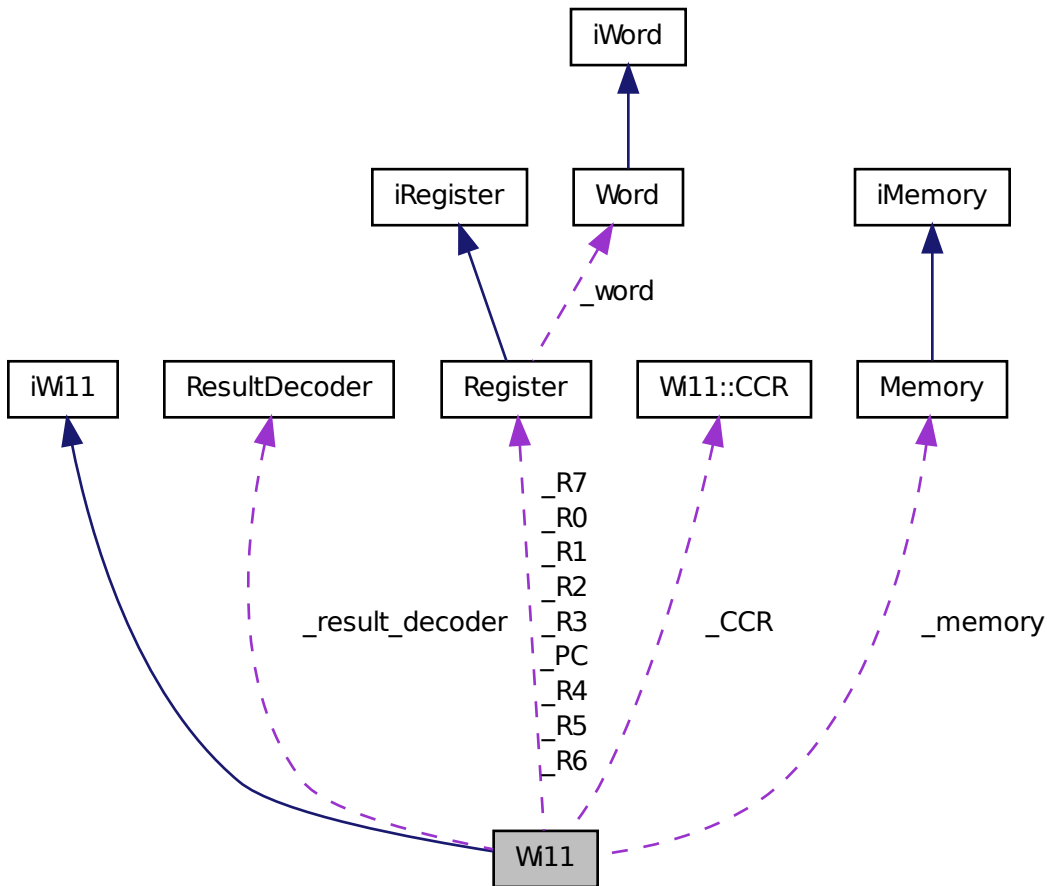 iWord
iRegister
Word
iMemory
_word
iWi11
ResultDecoder
Register
Wi11::CCR
Memory
_R7
_R0
_R1
_R2
_R3
_PC
_R4
_R5
_R6
_result_decoder
_CCR
_memory
Wi11